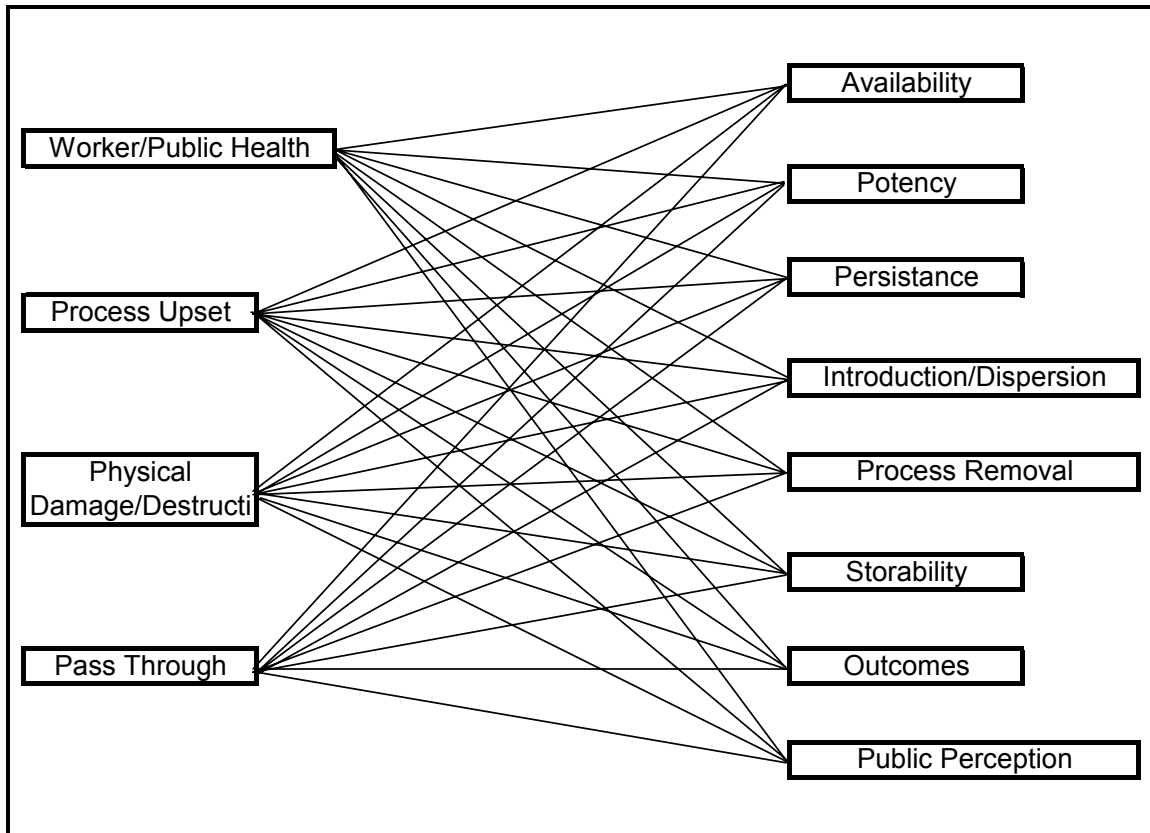 Worker/Public Health
Process Upset
Physical
Damage/Destructi
Pass Through
Availability
Potency
Persistance
Introduction/Dispersion
Process Removal
Storability
Outcomes
Public Perception